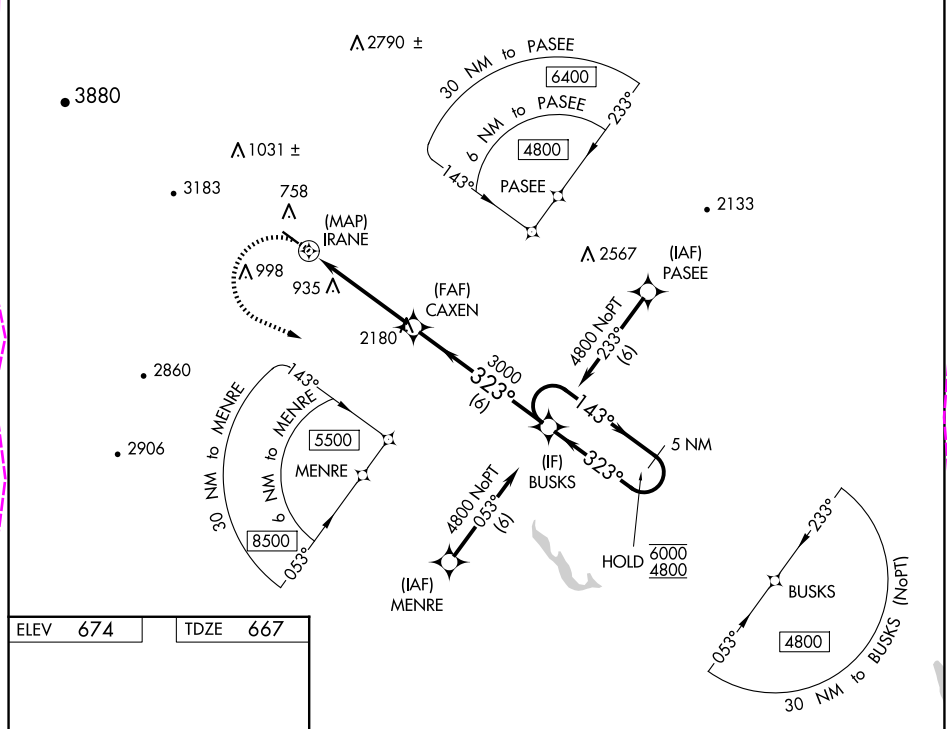 2790 ±
30 NM to PASEE
6400
6 NM to PASEE
4800
233°
143°
PASEE
3880
1031 ±
3183
758
(MAP)
IRANE
998
935
2133
2567
(IAF)
PASEE
(FAF)
CAXEN
2180
4800 NoPT
233°
(6)
3000
323°
(6)
143°
5 NM
323°
(IF)
BUSKS
HOLD
6000
4800
2860
2906
143°
30 NM to MENRE
6 NM to MENRE
5500
MENRE
8500
053°
4800 NoPT
053°
(6)
(IAF)
MENRE
233°
BUSKS
053°
4800
30 NM to BUSKS (NoPT)
ELEV 674
TDZE 667